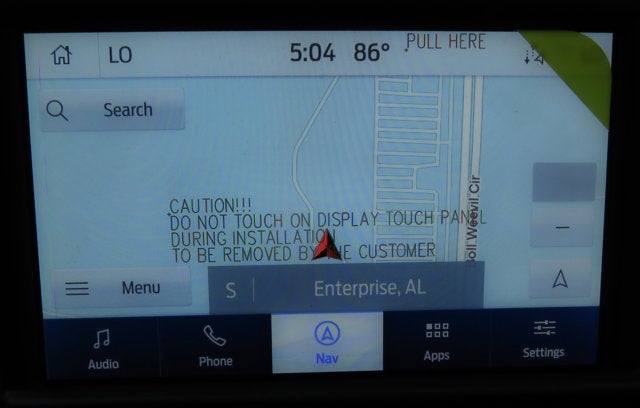 LO 5:04 86° PULL HERE
Search
Boll Weevil Cir
CAUTION!!!
DO NOT TOUCH ON DISPLAY TOUCH PANEL
DURING INSTALLATION
TO BE REMOVED BY THE CUSTOMER
Menu
S Enterprise, AL
Audio Phone Nav Apps Settings